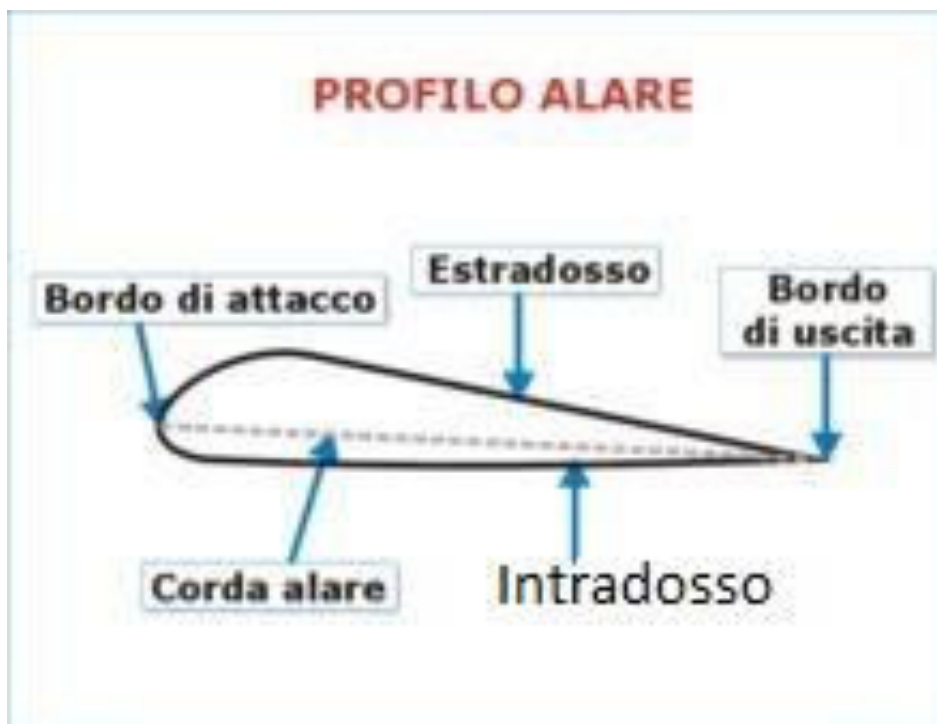 PROFILO ALARE
Estradosso
Bordo
di uscita
Bordo di attacco
Corda alare
Intradosso